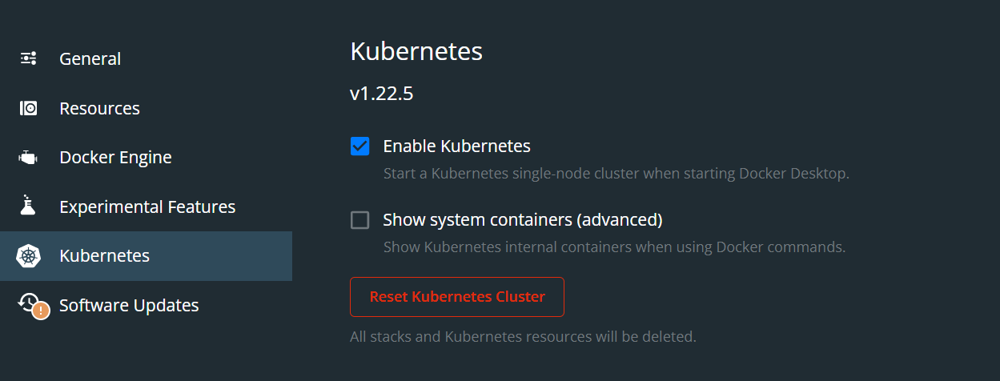 General
Resources
Docker Engine
Experimental Features
Kubernetes
Software Updates
Kubernetes
v1.22.5
Enable Kubernetes
Start a Kubernetes single-node cluster when starting Docker Desktop.
Show system containers (advanced)
Show Kubernetes internal containers when using Docker commands.
Reset Kubernetes Cluster
All stacks and Kubernetes resources will be deleted.